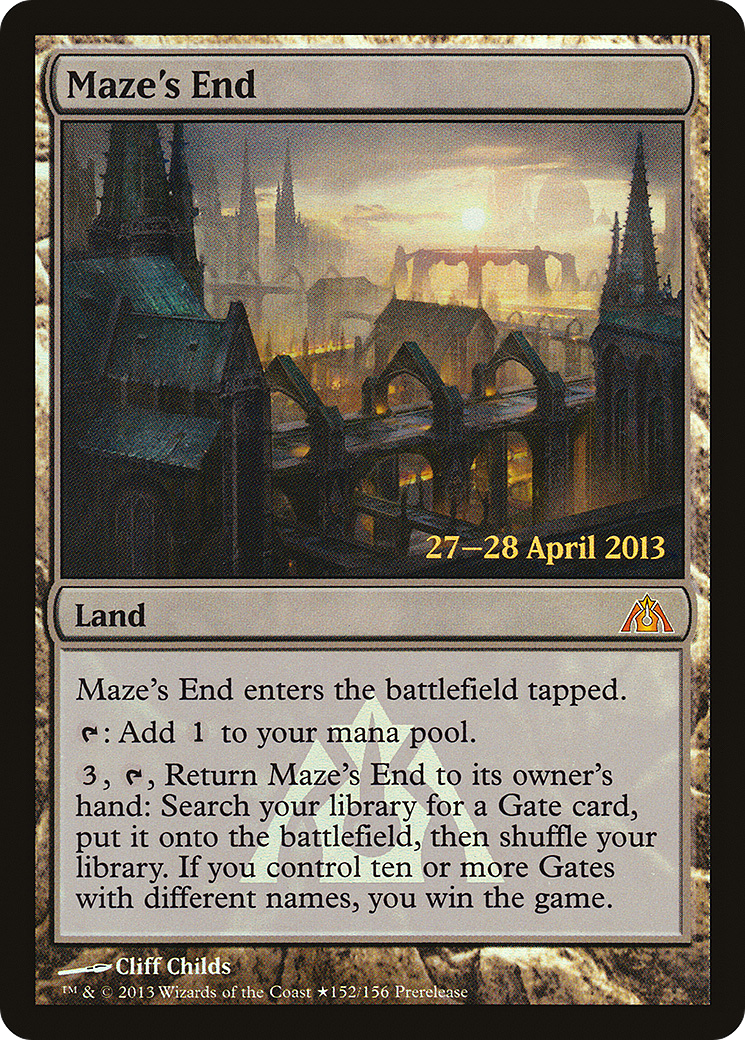 Maze's End
27–28 April 2013
Land
Maze's End enters the battlefield tapped.
: Add 1 to your mana pool.
3, , Return Maze's End to its owner's
hand: Search your library for a Gate card,
put it onto the battlefield, then shuffle your
library. If you control ten or more Gates
with different names, you win the game.
Cliff Childs
™ & © 2013 Wizards of the Coast ★152/156 Prerelease